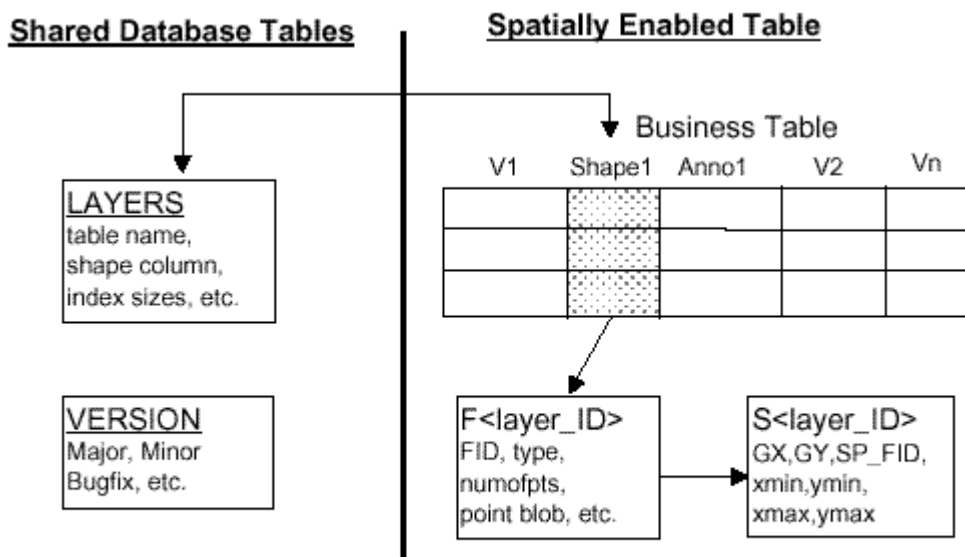 Shared Database Tables
Spatially Enabled Table
Business Table
V1 Shape1 Anno1 V2 Vn
LAYERS
table name,
shape column,
index sizes, etc.
VERSION
Major, Minor
Bugfix, etc.
F<layer_ID>
FID, type,
numofpts,
point blob, etc.
S<layer_ID>
GX,GY,SP_FID,
xmin,ymin,
xmax,ymax